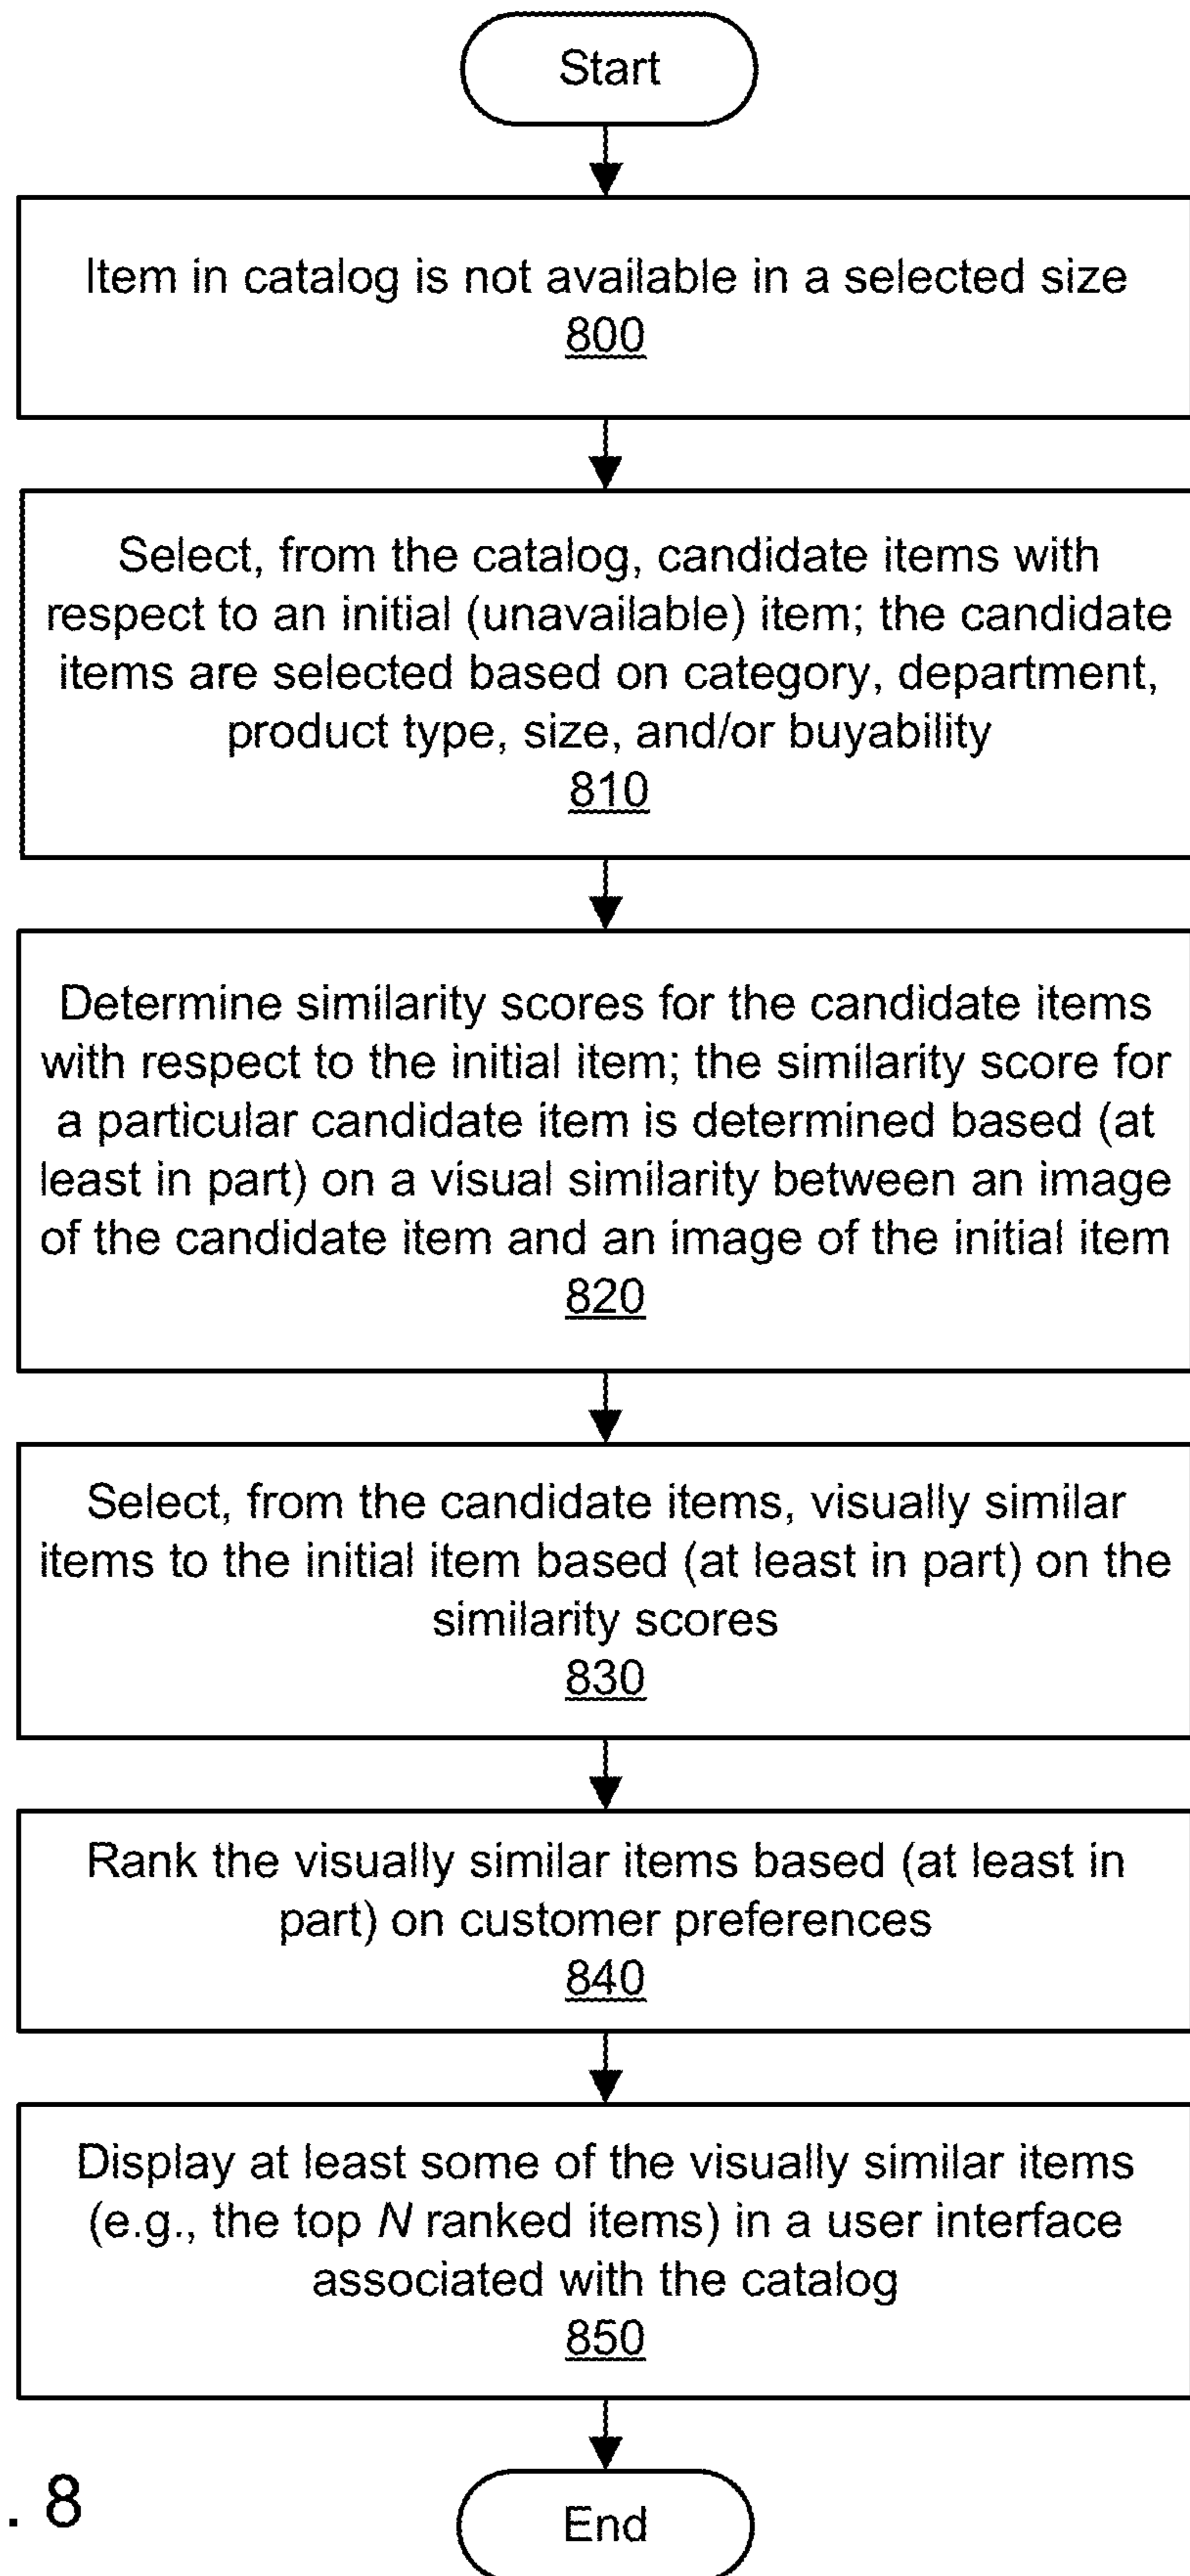 Start
Item in catalog is not available in a selected size
800
Select, from the catalog, candidate items with
respect to an initial (unavailable) item; the candidate
items are selected based on category, department,
product type, size, and/or buyability
810
Determine similarity scores for the candidate items
with respect to the initial item; the similarity score for
a particular candidate item is determined based (at
least in part) on a visual similarity between an image
of the candidate item and an image of the initial item
820
Select, from the candidate items, visually similar
items to the initial item based (at least in part) on the
similarity scores
830
Rank the visually similar items based (at least in
part) on customer preferences
840
Display at least some of the visually similar items
(e.g., the top N ranked items) in a user interface
associated with the catalog
850
. 8
End